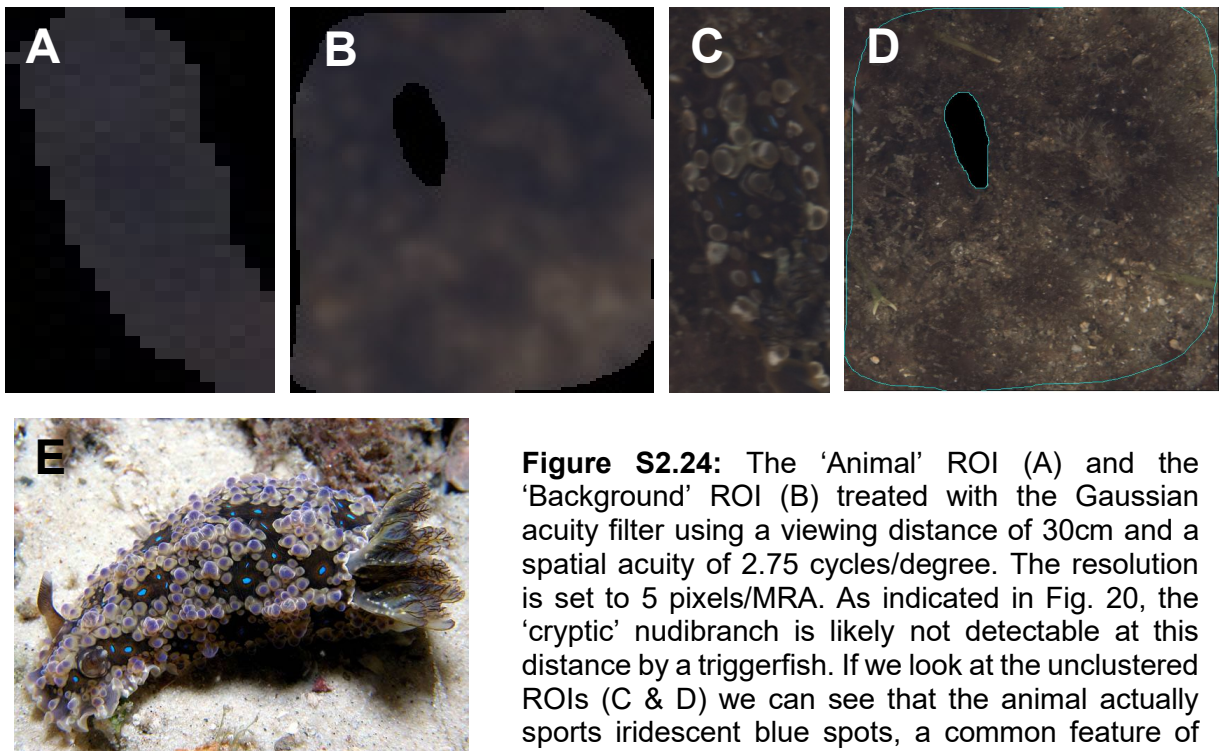 A B C D
E
Figure S2.24: The ‘Animal’ ROI (A) and the
‘Background’ ROI (B) treated with the Gaussian
acuity filter using a viewing distance of 30cm and a
spatial acuity of 2.75 cycles/degree. The resolution
is set to 5 pixels/MRA. As indicated in Fig. 20, the
‘cryptic’ nudibranch is likely not detectable at this
distance by a triggerfish. If we look at the unclustered
ROIs (C & D) we can see that the animal actually
sports iridescent blue spots, a common feature of